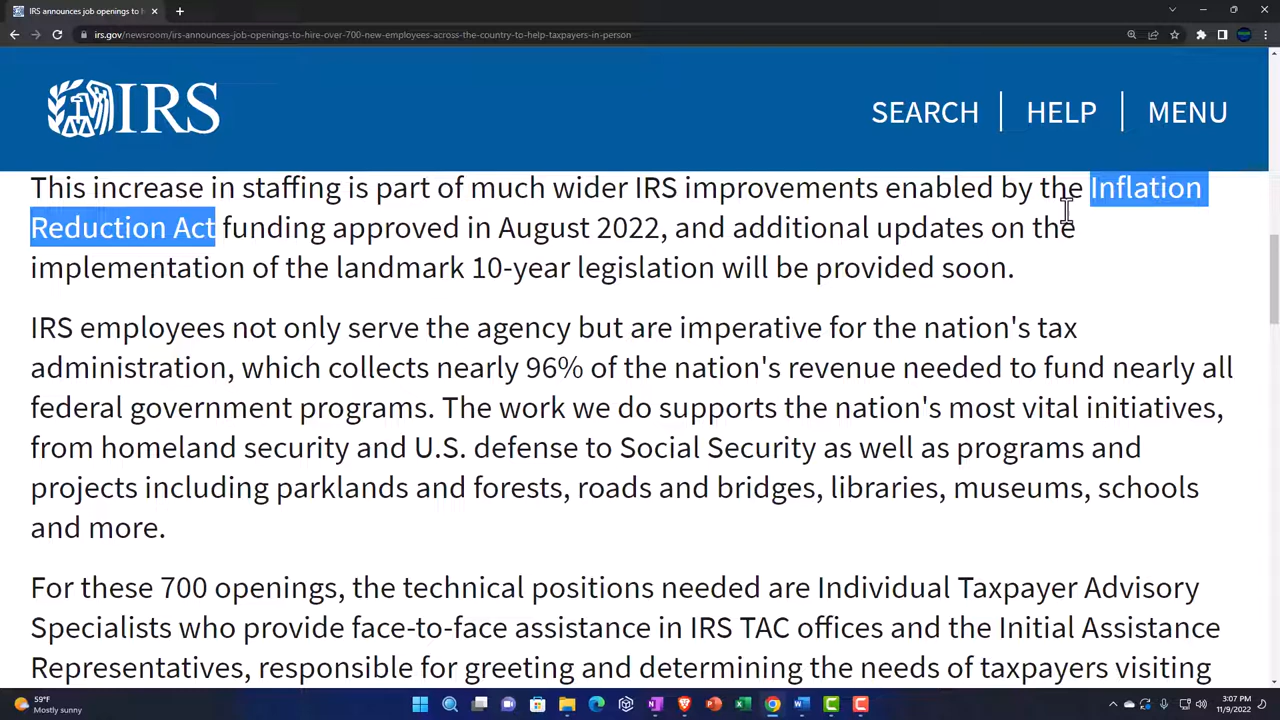 IRS announces job openings to h
irs.gov/newsroom/irs-announces-job-openings-to-hire-over-700-new-employees-across-the-country-to-help-taxpayers-in-person
IRS
SEARCH
HELP
MENU
This increase in staffing is part of much wider IRS improvements enabled by the Inflation
Reduction Act funding approved in August 2022, and additional updates on the
implementation of the landmark 10-year legislation will be provided soon.
IRS employees not only serve the agency but are imperative for the nation's tax
administration, which collects nearly 96% of the nation's revenue needed to fund nearly all
federal government programs. The work we do supports the nation's most vital initiatives,
from homeland security and U.S. defense to Social Security as well as programs and
projects including parklands and forests, roads and bridges, libraries, museums, schools
and more.
For these 700 openings, the technical positions needed are Individual Taxpayer Advisory
Specialists who provide face-to-face assistance in IRS TAC offices and the Initial Assistance
Representatives, responsible for greeting and determining the needs of taxpayers visiting
59°F
Mostly sunny
3:07 PM
11/9/2022